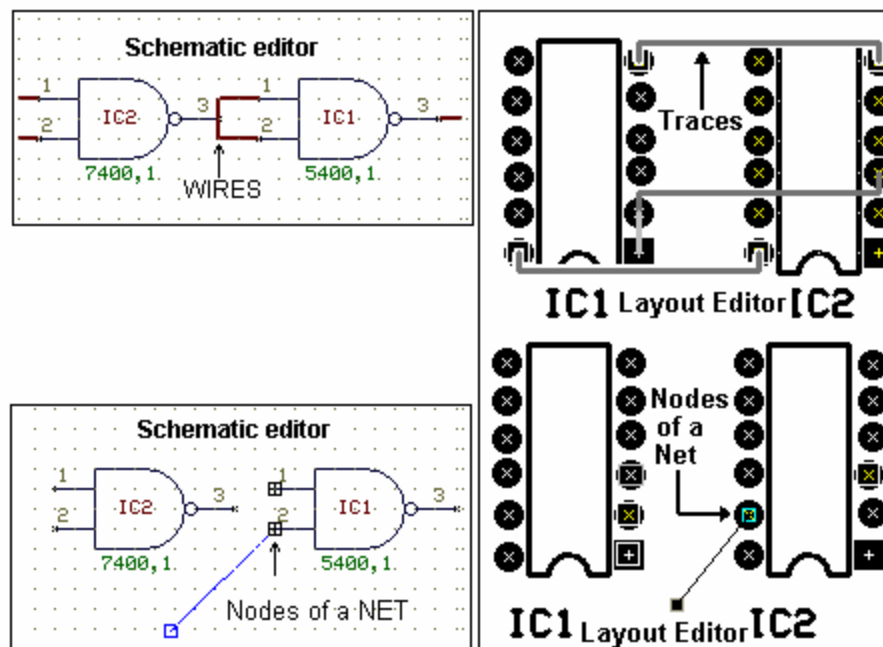 Schematic editor
1 3 1 3
IC2 IC1
2 2
7400,1 5400,1
WIRES
Traces
IC1 Layout Editor IC2
Schematic editor
1 3 1 3
IC2 IC1
2 2
7400,1 5400,1
Nodes of a NET
Nodes
of a
Net
IC1 Layout Editor IC2